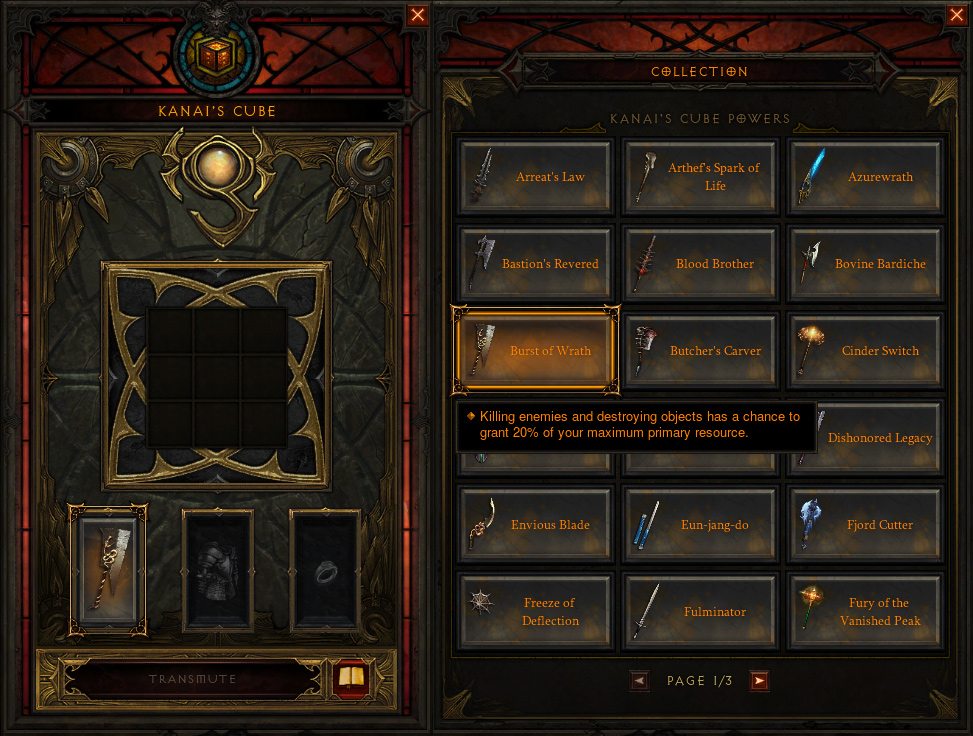 KANAI'S CUBE
TRANSMUTE
COLLECTION
KANAI'S CUBE POWERS
Arreat's Law
Arthef's Spark of
Life
Azurewrath
Bastion's Revered
Blood Brother
Bovine Bardiche
Burst of Wrath
Butcher's Carver
Cinder Switch
Killing enemies and destroying objects has a chance to
grant 20% of your maximum primary resource.
Dishonored Legacy
Envious Blade
Eun-jang-do
Fjord Cutter
Freeze of
Deflection
Fulminator
Fury of the
Vanished Peak
PAGE 1/3